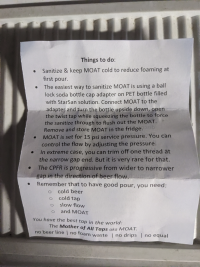 Things to do:
• Sanitize & keep MOAT cold to reduce foaming at
first pour.
• The easiest way to sanitize MOAT is using a ball
lock soda bottle cap adapter on PET bottle filled
with StarSan solution. Connect MOAT to the
adapter and turn the bottle upside down, open
the twist tap while squeezing the bottle to force
the sanitize through to flush out the MOAT.
Remove and store MOAT in the fridge.
• MOAT is set for 15 psi service pressure. You can
control the flow by adjusting the pressure.
• In extreme case, you can trim off one thread at
the narrow gap end. But it is very rare for that.
• The CPFR is progressive from wider to narrower
gap in the direction of beer flow.
• Remember that to have good pour, you need:
o cold beer
o cold tap
o slow flow
o and MOAT
You have the best tap in the world!
The Mother of All Taps aka MOAT.
no beer line | no foam waste | no drips | no equal